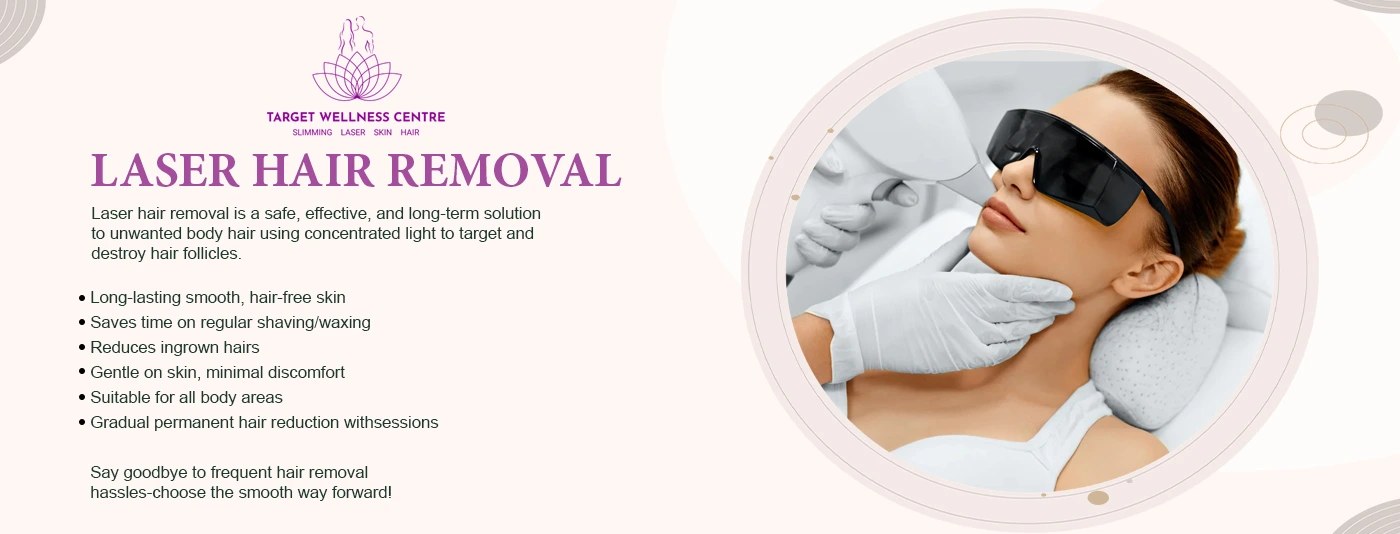 TARGET WELLNESS CENTRE
SLIMMING LASER SKIN HAIR
LASER HAIR REMOVAL
Laser hair removal is a safe, effective, and long-term solution
to unwanted body hair using concentrated light to target and
destroy hair follicles.
• Long-lasting smooth, hair-free skin
• Saves time on regular shaving/waxing
• Reduces ingrown hairs
• Gentle on skin, minimal discomfort
• Suitable for all body areas
• Gradual permanent hair reduction withsessions
Say goodbye to frequent hair removal
hassles-choose the smooth way forward!